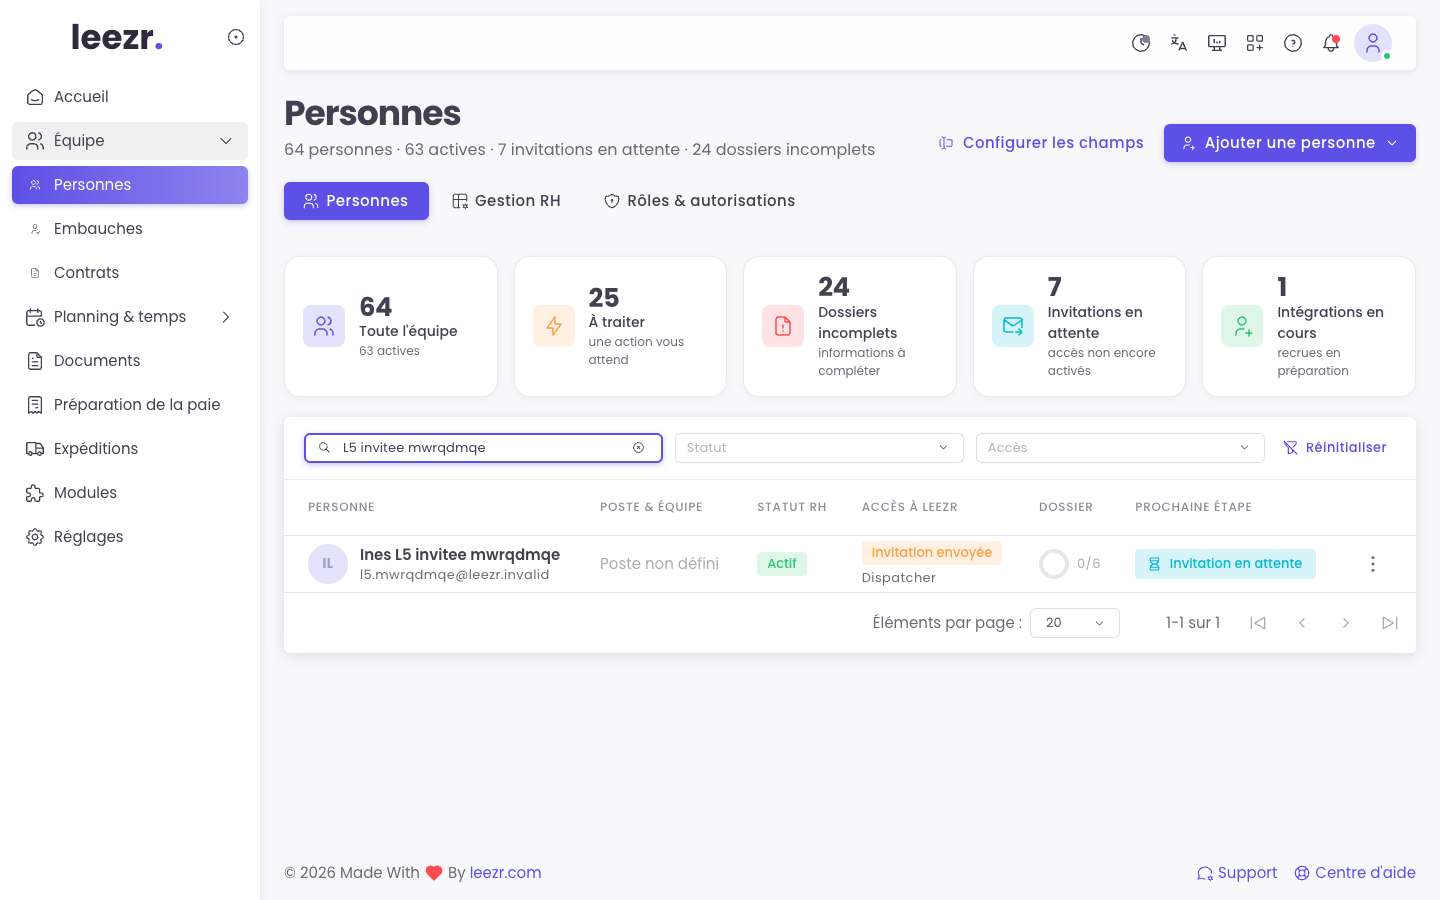 leezr.
Accueil
Équipe
Personnes
Embauches
Contrats
Planning & temps
Documents
Préparation de la paie
Expéditions
Modules
Réglages
Personnes
64 personnes · 63 actives · 7 invitations en attente · 24 dossiers incomplets
Configurer les champs
Ajouter une personne
Personnes
Gestion RH
Rôles & autorisations
64
Toute l'équipe
63 actives
25
À traiter
une action vous
attend
24
Dossiers
incomplets
informations à
compléter
7
Invitations en
attente
accès non encore
activés
1
Intégrations en
cours
recrues en
préparation
L5 invitee mwrqdmqe
Statut
Accès
Réinitialiser
PERSONNE
POSTE & ÉQUIPE
STATUT RH
ACCÈS À LEEZR
DOSSIER
PROCHAINE ÉTAPE
IL
Ines L5 invitee mwrqdmqe
l5.mwrqdmqe@leezr.invalid
Poste non défini
Actif
Invitation envoyée
Dispatcher
0/6
Invitation en attente
Éléments par page :
20
1-1 sur 1
© 2026 Made With By leezr.com
Support
Centre d'aide